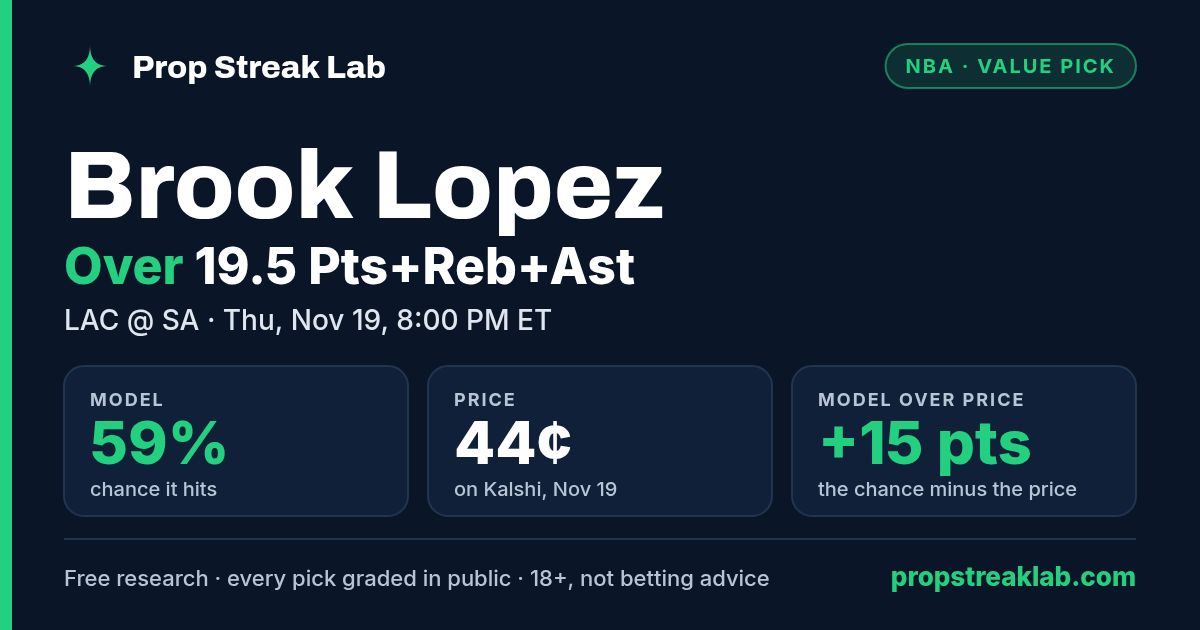 Prop Streak Lab
NBA · VALUE PICK
Brook Lopez
Over 19.5 Pts+Reb+Ast
LAC @ SA · Thu, Nov 19, 8:00 PM ET
MODEL
59%
chance it hits
PRICE
44¢
on Kalshi, Nov 19
MODEL OVER PRICE
+15 pts
the chance minus the price
Free research · every pick graded in public · 18+, not betting advice
propstreaklab.com